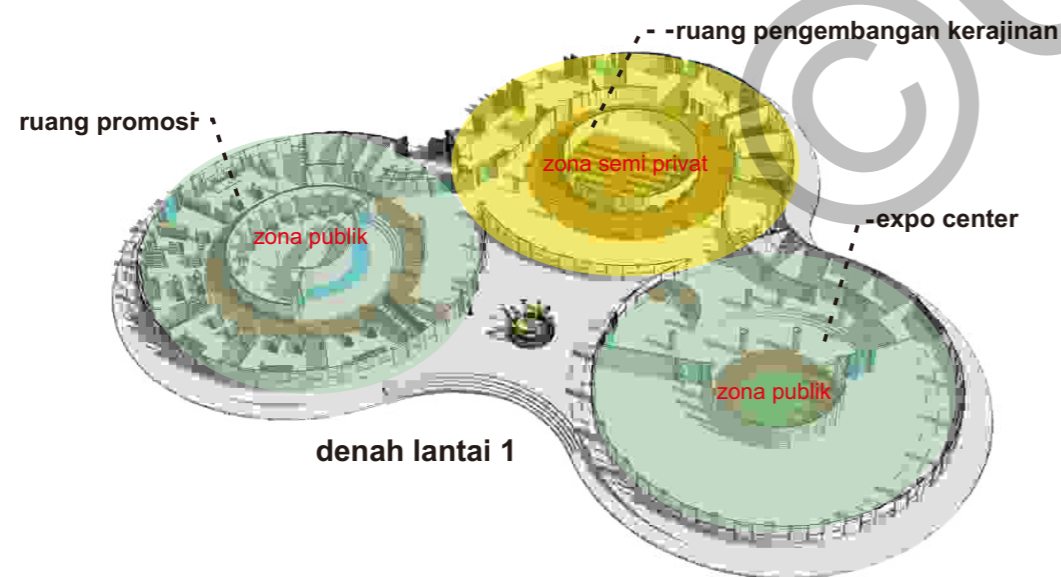 ruang pengembangan kerajinan
ruang promosi
zona semi privat
expo center
zona publik
zona publik
denah lantai 1